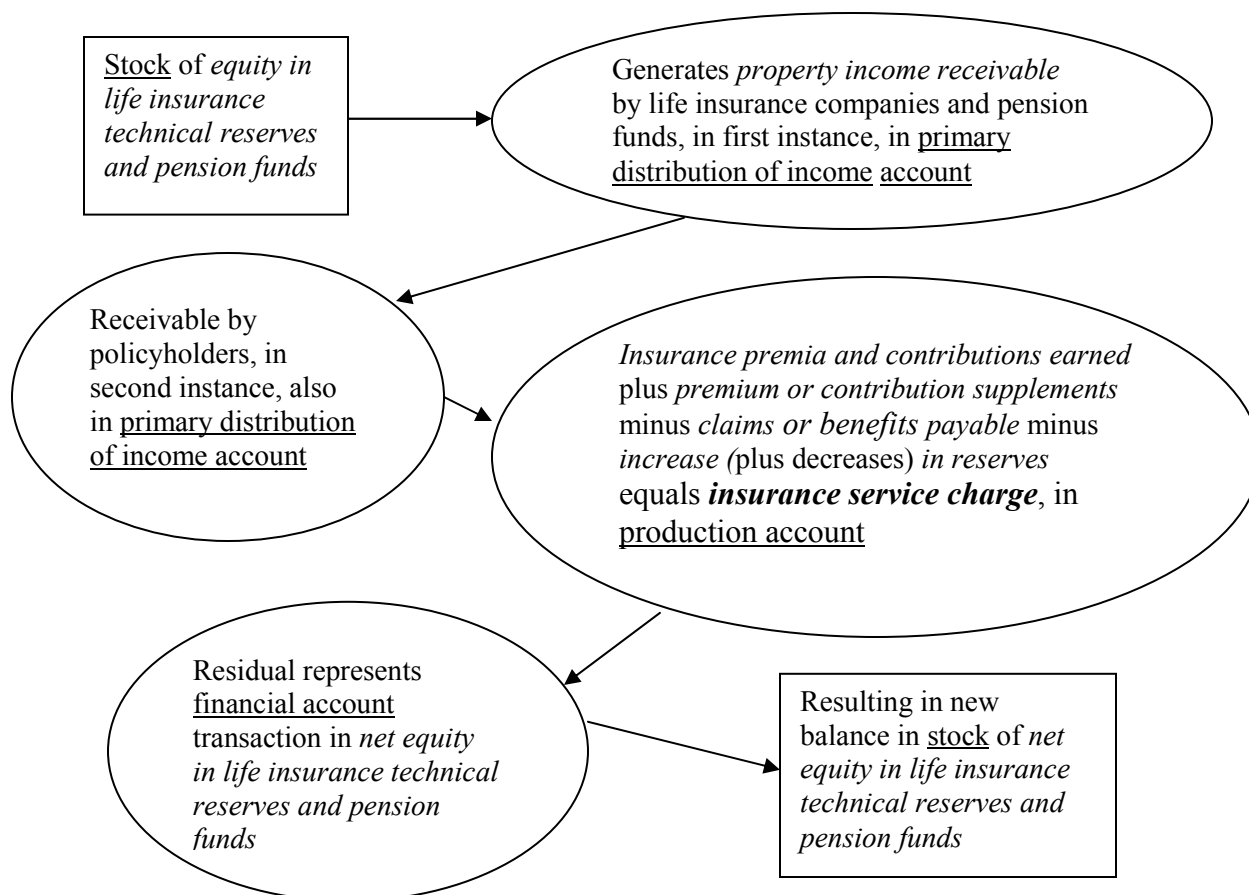 Stock of equity in
life insurance
technical reserves
and pension funds
Generates property income receivable
by life insurance companies and pension
funds, in first instance, in primary
distribution of income account
Receivable by
policyholders, in
second instance, also
in primary distribution
of income account
Insurance premia and contributions earned
plus premium or contribution supplements
minus claims or benefits payable minus
increase (plus decreases) in reserves
equals insurance service charge, in
production account
Residual represents
financial account
transaction in net equity
in life insurance technical
reserves and pension
funds
Resulting in new
balance in stock of net
equity in life insurance
technical reserves and
pension funds